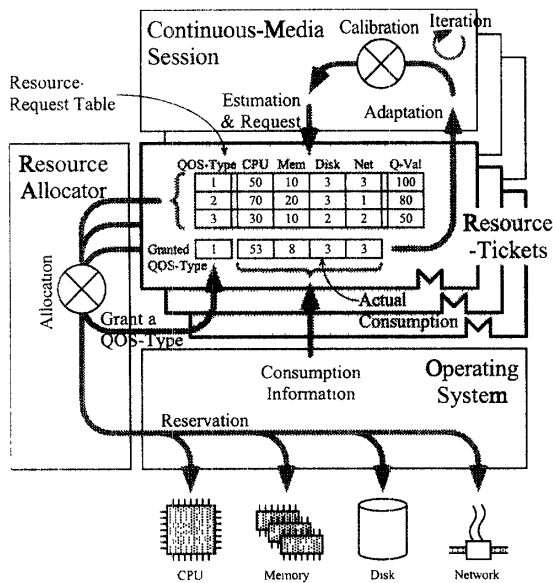 Continuous-Media
Session
Calibration
Iteration
Resource-
Request Table
Estimation
& Request
Adaptation
Resource
Allocator
QOS-Type CPU Mem Disk Net Q-Val
1 50 10 3 3 100
2 70 20 3 1 80
3 30 10 2 2 50
Granted
QOS-Type
1 53 8 3 3
Resource
-Tickets
Allocation
Grant a
QOS-Type
Actual
Consumption
Consumption
Information
Operating
System
Reservation
CPU
Memory
Disk
Network